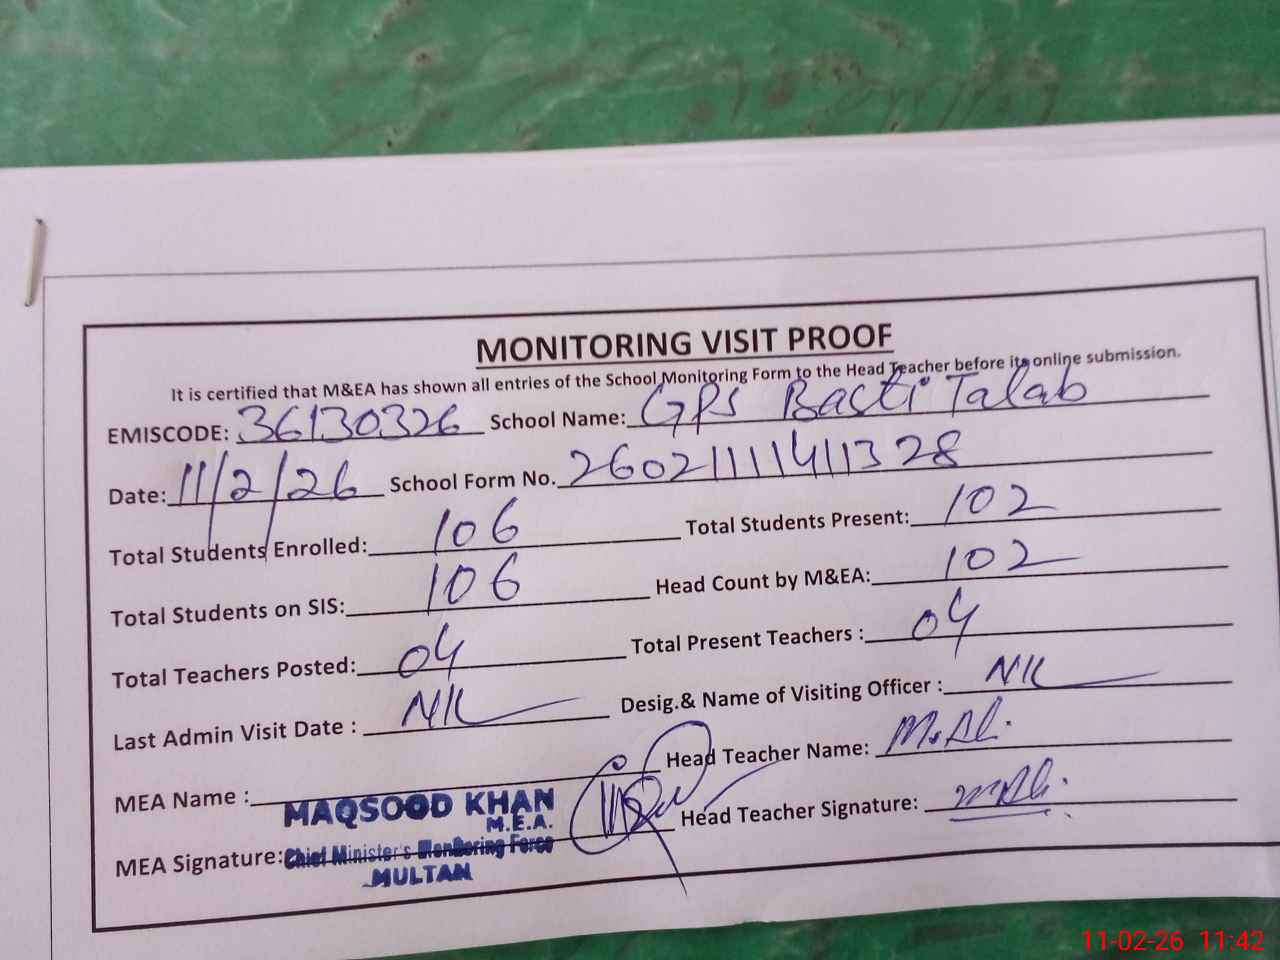 MONITORING VISIT PROOF
It is certified that M&EA has shown all entries of the School Monitoring Form to the Head Teacher before its online submission.
EMISCODE: 36130326 School Name: GPS Basti Talab
Date: 11/2/26 School Form No. 2602111141328
Total Students Enrolled: 106 Total Students Present: 102
Total Students on SIS: 106 Head Count by M&EA: 102
Total Teachers Posted: 04 Total Present Teachers : 04
Last Admin Visit Date : Nil Desig.& Name of Visiting Officer : Nil
MEA Name : Head Teacher Name: M.Ali.
MAQSOOD KHAN
M.E.A.
MEA Signature: Head Teacher Signature: M.Ali.
Chief Minister's Monitoring Force
MULTAN
11-02-26 11:42